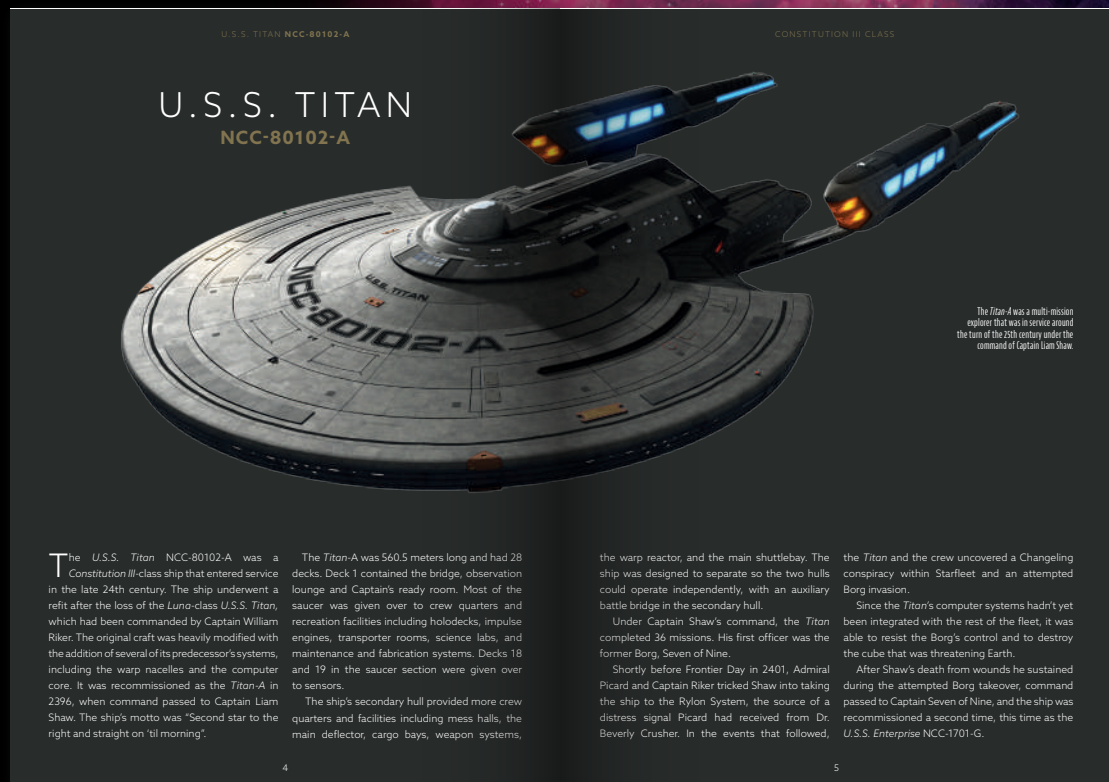 U.S.S. TITAN NCC-80102-A
CONSTITUTION III CLASS
U.S.S. TITAN
NCC-80102-A
U.S.S. TITAN
NCC-80102-A
The Titan-A was a multi-mission
explorer that was in service around
the turn of the 25th century under the
command of Captain Liam Shaw.
The U.S.S. Titan NCC-80102-A was a
Constitution III-class ship that entered service
in the late 24th century. The ship underwent a
refit after the loss of the Luna-class U.S.S. Titan,
which had been commanded by Captain William
Riker. The original craft was heavily modified with
the addition of several of its predecessor's systems,
including the warp nacelles and the computer
core. It was recommissioned as the Titan-A in
2396, when command passed to Captain Liam
Shaw. The ship's motto was "Second star to the
right and straight on 'til morning".
The Titan-A was 560.5 meters long and had 28
decks. Deck 1 contained the bridge, observation
lounge and Captain's ready room. Most of the
saucer was given over to crew quarters and
recreation facilities including holodecks, impulse
engines, transporter rooms, science labs, and
maintenance and fabrication systems. Decks 18
and 19 in the saucer section were given over
to sensors.
The ship's secondary hull provided more crew
quarters and facilities including mess halls, the
main deflector, cargo bays, weapon systems,
the warp reactor, and the main shuttlebay. The
ship was designed to separate so the two hulls
could operate independently, with an auxiliary
battle bridge in the secondary hull.
Under Captain Shaw's command, the Titan
completed 36 missions. His first officer was the
former Borg, Seven of Nine.
Shortly before Frontier Day in 2401, Admiral
Picard and Captain Riker tricked Shaw into taking
the ship to the Rylon System, the source of a
distress signal Picard had received from Dr.
Beverly Crusher. In the events that followed,
the Titan and the crew uncovered a Changeling
conspiracy within Starfleet and an attempted
Borg invasion.
Since the Titan's computer systems hadn't yet
been integrated with the rest of the fleet, it was
able to resist the Borg's control and to destroy
the cube that was threatening Earth.
After Shaw's death from wounds he sustained
during the attempted Borg takeover, command
passed to Captain Seven of Nine, and the ship was
recommissioned a second time, this time as the
U.S.S. Enterprise NCC-1701-G.
4
5